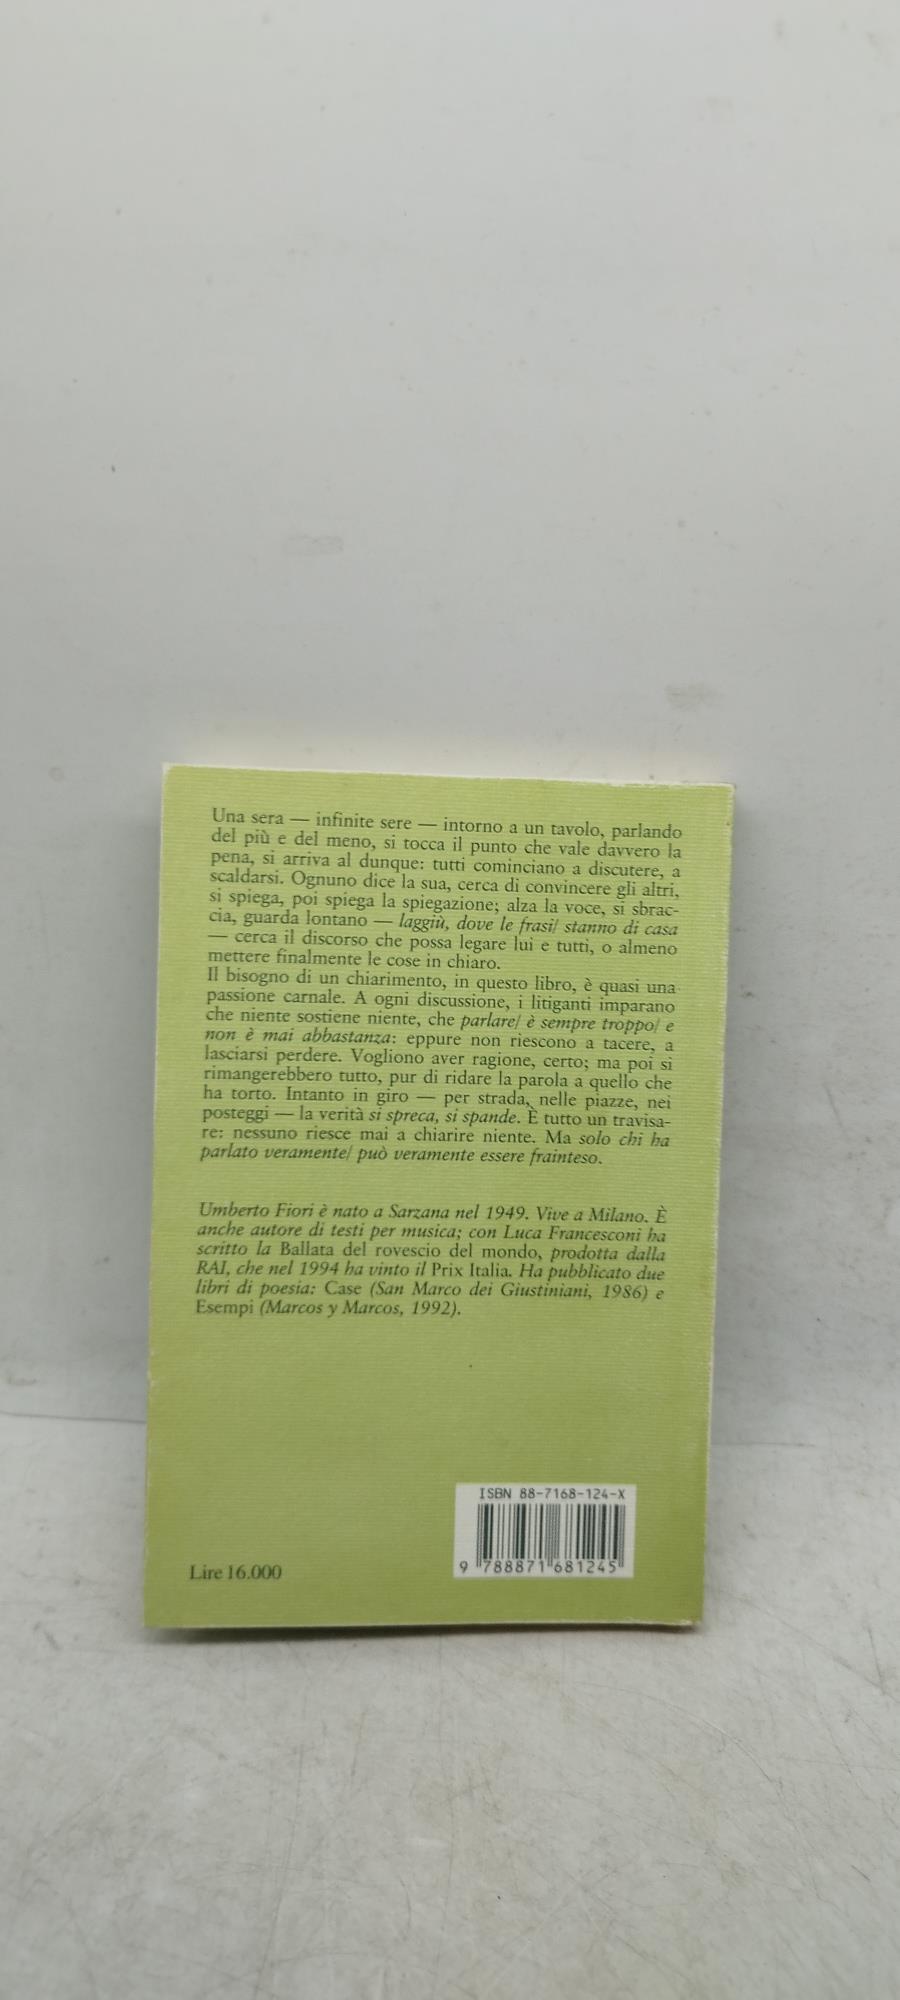 Una sera — infinite sere — intorno a un tavolo, parlando
del più e del meno, si tocca il punto che vale davvero la
pena, si arriva al dunque: tutti cominciano a discutere, a
scaldarsi. Ognuno dice la sua, cerca di convincere gli altri,
si spiega, poi spiega la spiegazione; alza la voce, si sbrac-
cia, guarda lontano — laggiù, dove le frasi/ stanno di casa
— cerca il discorso che possa legare lui e tutti, o almeno
mettere finalmente le cose in chiaro.
Il bisogno di un chiarimento, in questo libro, è quasi una
passione carnale. A ogni discussione, i litiganti imparano
che niente sostiene niente, che parlare/ è sempre troppo/ e
non è mai abbastanza: eppure non riescono a tacere, a
lasciarsi perdere. Vogliono aver ragione, certo; ma poi si
rimangerebbero tutto, pur di ridare la parola a quello che
ha torto. Intanto in giro — per strada, nelle piazze, nei
posteggi — la verità si spreca, si spande. È tutto un travisa-
re: nessuno riesce mai a chiarire niente. Ma solo chi ha
parlato veramente/ può veramente essere frainteso.
Umberto Fiori è nato a Sarzana nel 1949. Vive a Milano. È
anche autore di testi per musica; con Luca Francesconi ha
scritto la Ballata del rovescio del mondo, prodotta dalla
RAI, che nel 1994 ha vinto il Prix Italia. Ha pubblicato due
libri di poesia: Case (San Marco dei Giustiniani, 1986) e
Esempi (Marcos y Marcos, 1992).
ISBN 88-7168-124-X
9 788871 681245
Lire 16.000